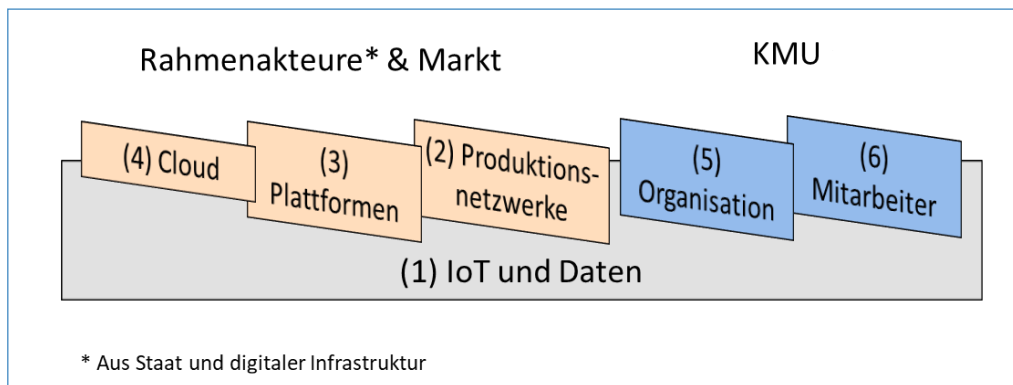 Rahmenakteure* & Markt
KMU
(4) Cloud
(3)
Plattformen
(2) Produktions-
netzwerke
(5)
Organisation
(6)
Mitarbeiter
(1) IoT und Daten
* Aus Staat und digitaler Infrastruktur